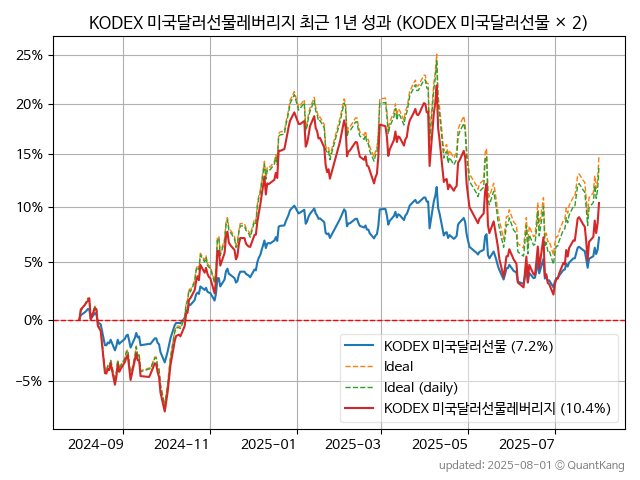 KODEX 미국달러선물레버리지 최근 1년 성과 (KODEX 미국달러선물 × 2)
25%
20%
15%
10%
5%
0%
−5%
KODEX 미국달러선물 (7.2%)
Ideal
Ideal (daily)
KODEX 미국달러선물레버리지 (10.4%)
2024-09
2024-11
2025-01
2025-03
2025-05
2025-07
updated: 2025-08-01 © QuantKang